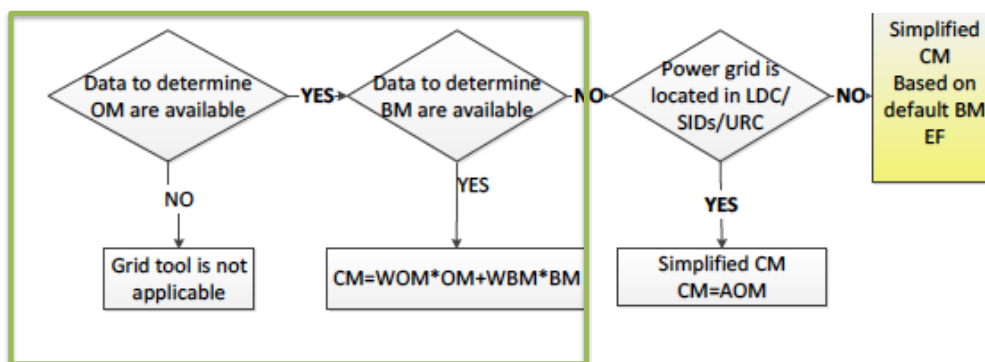 Data to determine
OM are available
YES
Data to determine
BM are available
NO
Power grid is
located in LDC/
SIDs/URC
NO
Simplified
CM
Based on
default BM
EF
NO
YES
YES
Grid tool is not
applicable
CM=WOM*OM+WBM*BM
Simplified CM
CM=AOM